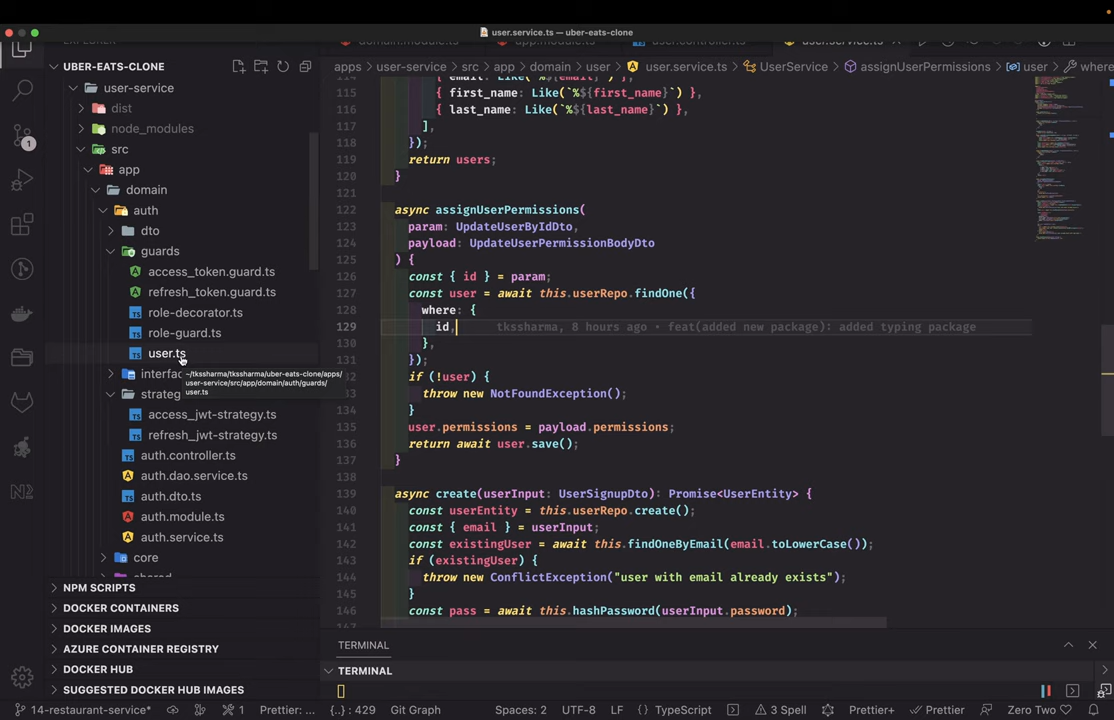 user.service.ts — uber-eats-clone
EXPLORER
domain.module.ts
app.module.ts
user.controller.ts
user.service.ts
UBER-EATS-CLONE
apps > user-service > src > app > domain > user > user.service.ts > UserService > assignUserPermissions > user > where
user-service
dist
node_modules
src
app
domain
auth
dto
guards
access_token.guard.ts
refresh_token.guard.ts
role-decorator.ts
role-guard.ts
user.ts
interfac
~/tkssharma/tkssharma/uber-eats-clone/apps/
user-service/src/app/domain/auth/guards/
user.ts
strateg
access_jwt-strategy.ts
refresh_jwt-strategy.ts
auth.controller.ts
auth.dao.service.ts
auth.dto.ts
auth.module.ts
auth.service.ts
core
shared
1
NPM SCRIPTS
DOCKER CONTAINERS
DOCKER IMAGES
AZURE CONTAINER REGISTRY
DOCKER HUB
SUGGESTED DOCKER HUB IMAGES
114 { email: Like(`%${email}`) },
115 { first_name: Like(`%${first_name}`) },
116 { last_name: Like(`%${last_name}`) },
117 ],
118 });
119 return users;
120 }
121
122 async assignUserPermissions(
123 param: UpdateUserByIdDto,
124 payload: UpdateUserPermissionBodyDto
125 ) {
126 const { id } = param;
127 const user = await this.userRepo.findOne({
128 where: {
129 id, tkssharma, 8 hours ago • feat(added new package): added typing package
130 },
131 });
132 if (!user) {
133 throw new NotFoundException();
134 }
135 user.permissions = payload.permissions;
136 return await user.save();
137 }
138
139 async create(userInput: UserSignupDto): Promise<UserEntity> {
140 const userEntity = this.userRepo.create();
141 const { email } = userInput;
142 const existingUser = await this.findOneByEmail(email.toLowerCase());
143 if (existingUser) {
144 throw new ConflictException("user with email already exists");
145 }
146 const pass = await this.hashPassword(userInput.password);
147
TERMINAL
TERMINAL
14-restaurant-service* 1 Prettier: ... {..} : 429 Git Graph Spaces: 2 UTF-8 LF TypeScript 3 Spell Prettier+ Zero Two Prettier